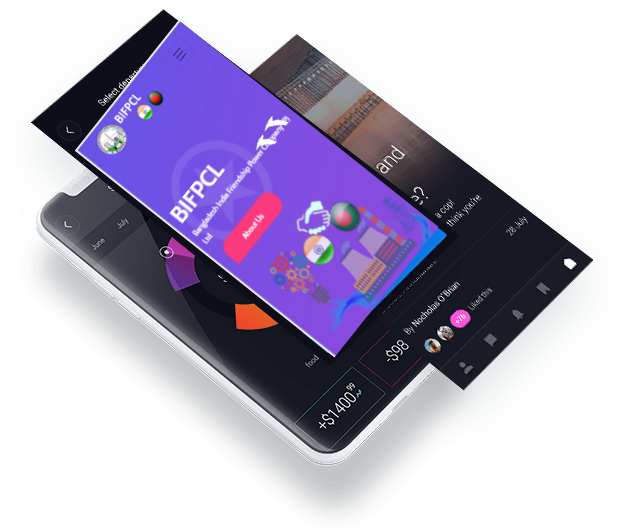 Select
BIFPCL
BIFPCL
Bangladesh India Friendship Power Company (Pvt)
Ltd
About Us
and
e?
e cop!
think you're
28 July
June
July
food
-$98
By Nocholas O'Brian
+76
Liked this
+$1400.99